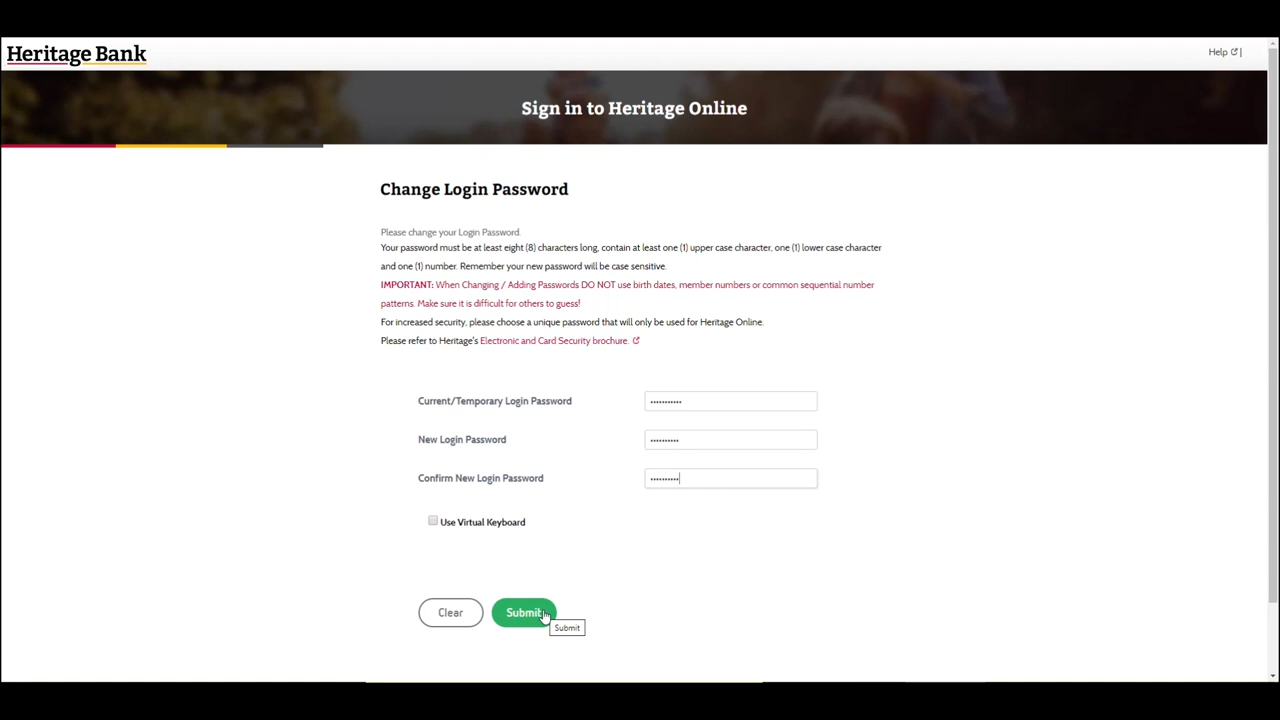 Heritage Bank
Help |
Sign in to Heritage Online
Change Login Password
Please change your Login Password.
Your password must be at least eight (8) characters long, contain at least one (1) upper case character, one (1) lower case character
and one (1) number. Remember your new password will be case sensitive.
IMPORTANT: When Changing / Adding Passwords DO NOT use birth dates, member numbers or common sequential number
patterns. Make sure it is difficult for others to guess!
For increased security, please choose a unique password that will only be used for Heritage Online.
Please refer to Heritage's Electronic and Card Security brochure.
Current/Temporary Login Password
New Login Password
Confirm New Login Password
Use Virtual Keyboard
Clear Submit
Submit